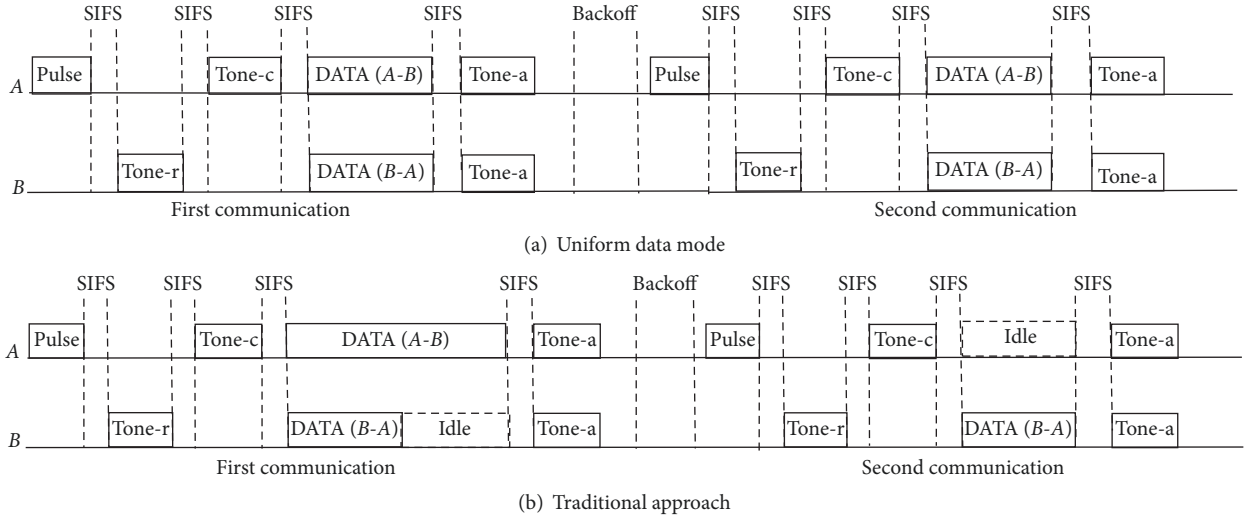 SIFS SIFS SIFS SIFS Backoff SIFS SIFS SIFS SIFS
A Pulse Tone-c DATA (A-B) Tone-a Pulse Tone-c DATA (A-B) Tone-a
B Tone-r DATA (B-A) Tone-a Tone-r DATA (B-A) Tone-a
First communication Second communication
(a) Uniform data mode
SIFS SIFS SIFS SIFS Backoff SIFS SIFS SIFS SIFS
A Pulse Tone-c DATA (A-B) Tone-a Pulse Tone-c Idle Tone-a
B Tone-r DATA (B-A) Idle Tone-a Tone-r DATA (B-A) Tone-a
First communication Second communication
(b) Traditional approach